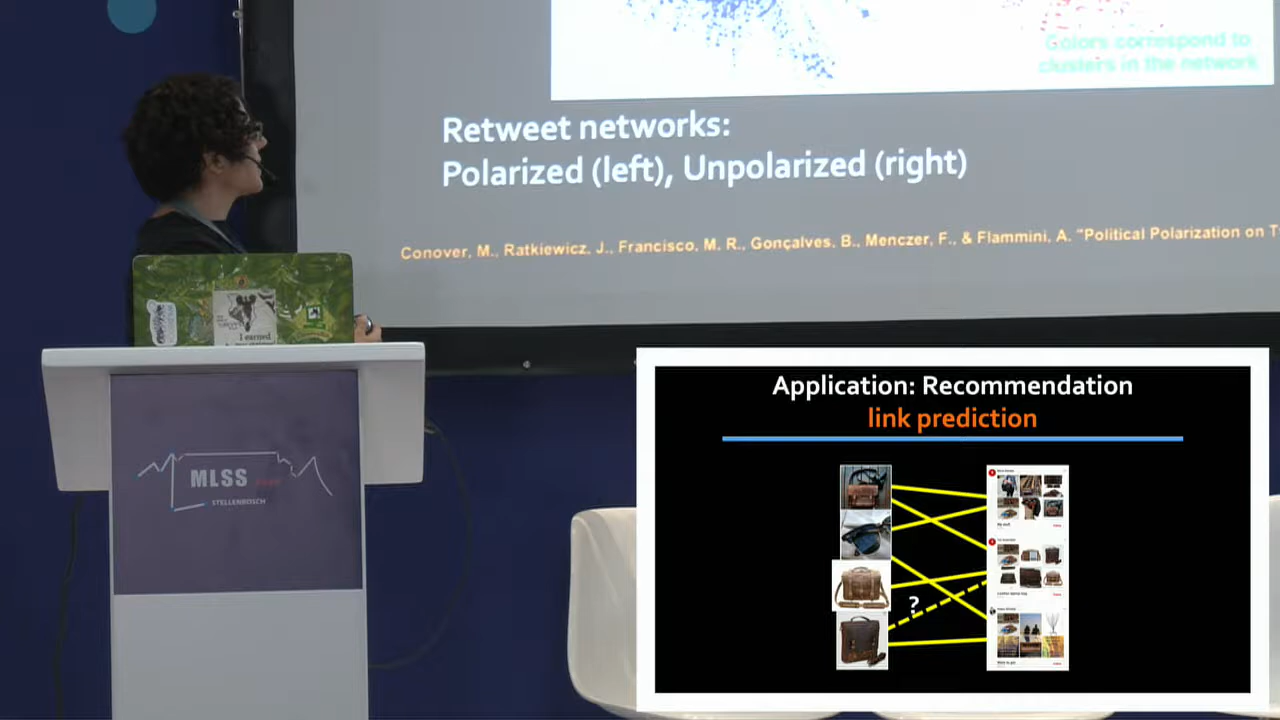 Colors correspond to
clusters in the network
Retweet networks:
Polarized (left), Unpolarized (right)
Conover, M., Ratkiewicz, J., Francisco, M. R., Gonçalves, B., Menczer, F., & Flammini, A. "Political Polarization on T
I earned
MLSS
STELLENBOSCH
Application: Recommendation
link prediction
?